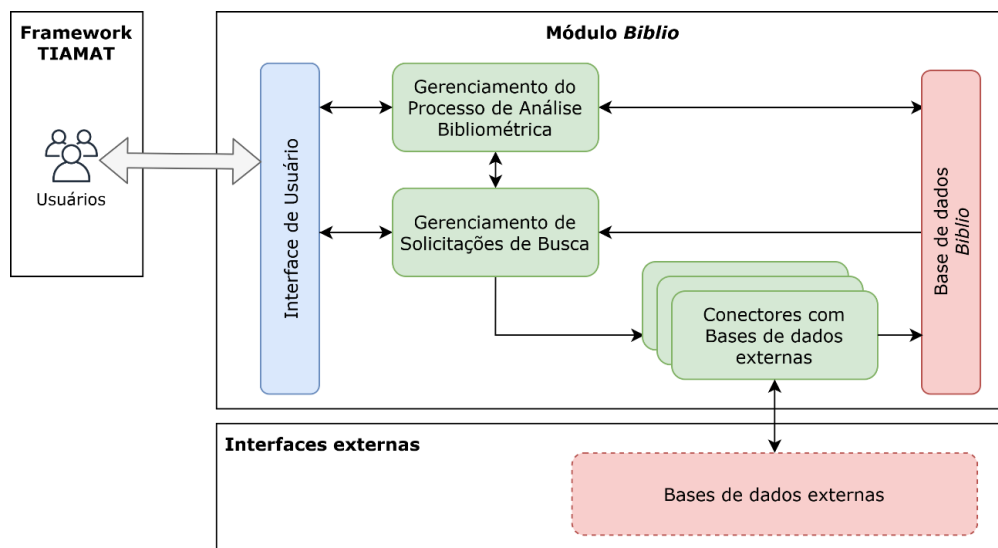 Framework
TIAMAT
Usuários
Módulo Biblio
Interface de Usuário
Gerenciamento do
Processo de Análise
Bibliométrica
Gerenciamento de
Solicitações de Busca
Conectores com
Bases de dados
externas
Base de dados
Biblio
Interfaces externas
Bases de dados externas